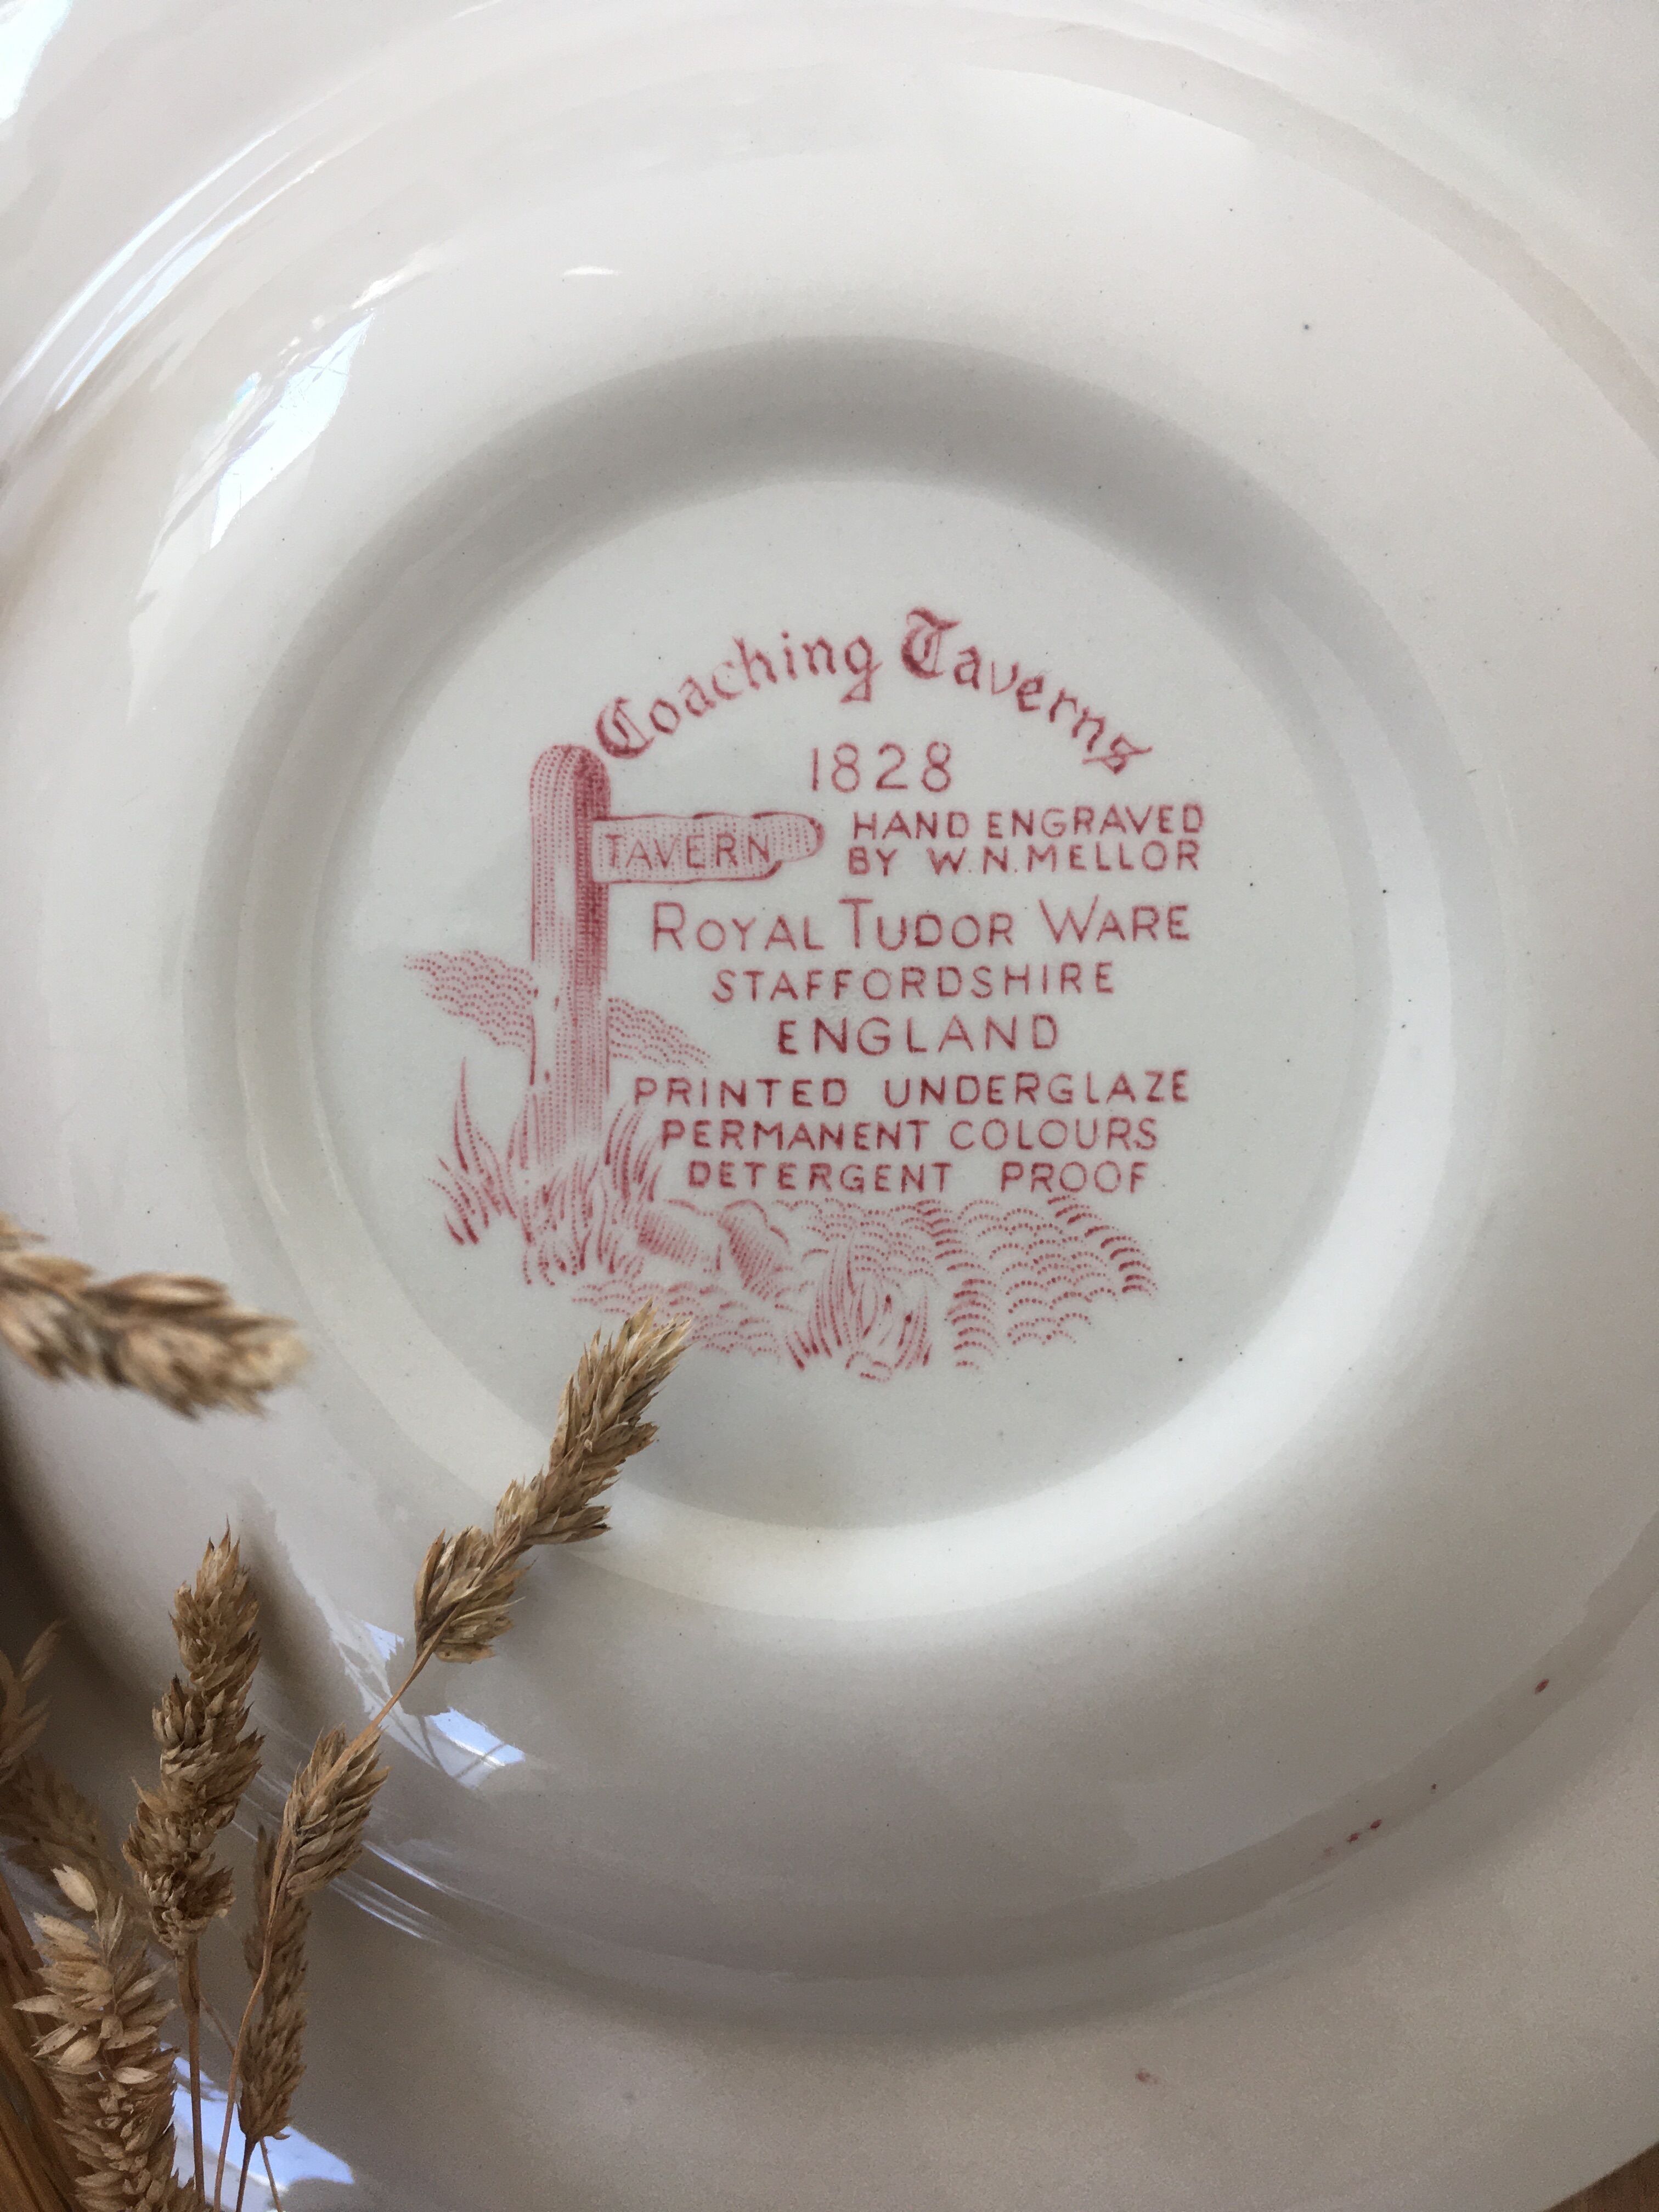 Coaching Taverns
1828
TAVERN
HAND ENGRAVED
BY W.N.MELLOR
ROYAL TUDOR WARE
STAFFORDSHIRE
ENGLAND
PRINTED UNDERGLAZE
PERMANENT COLOURS
DETERGENT PROOF